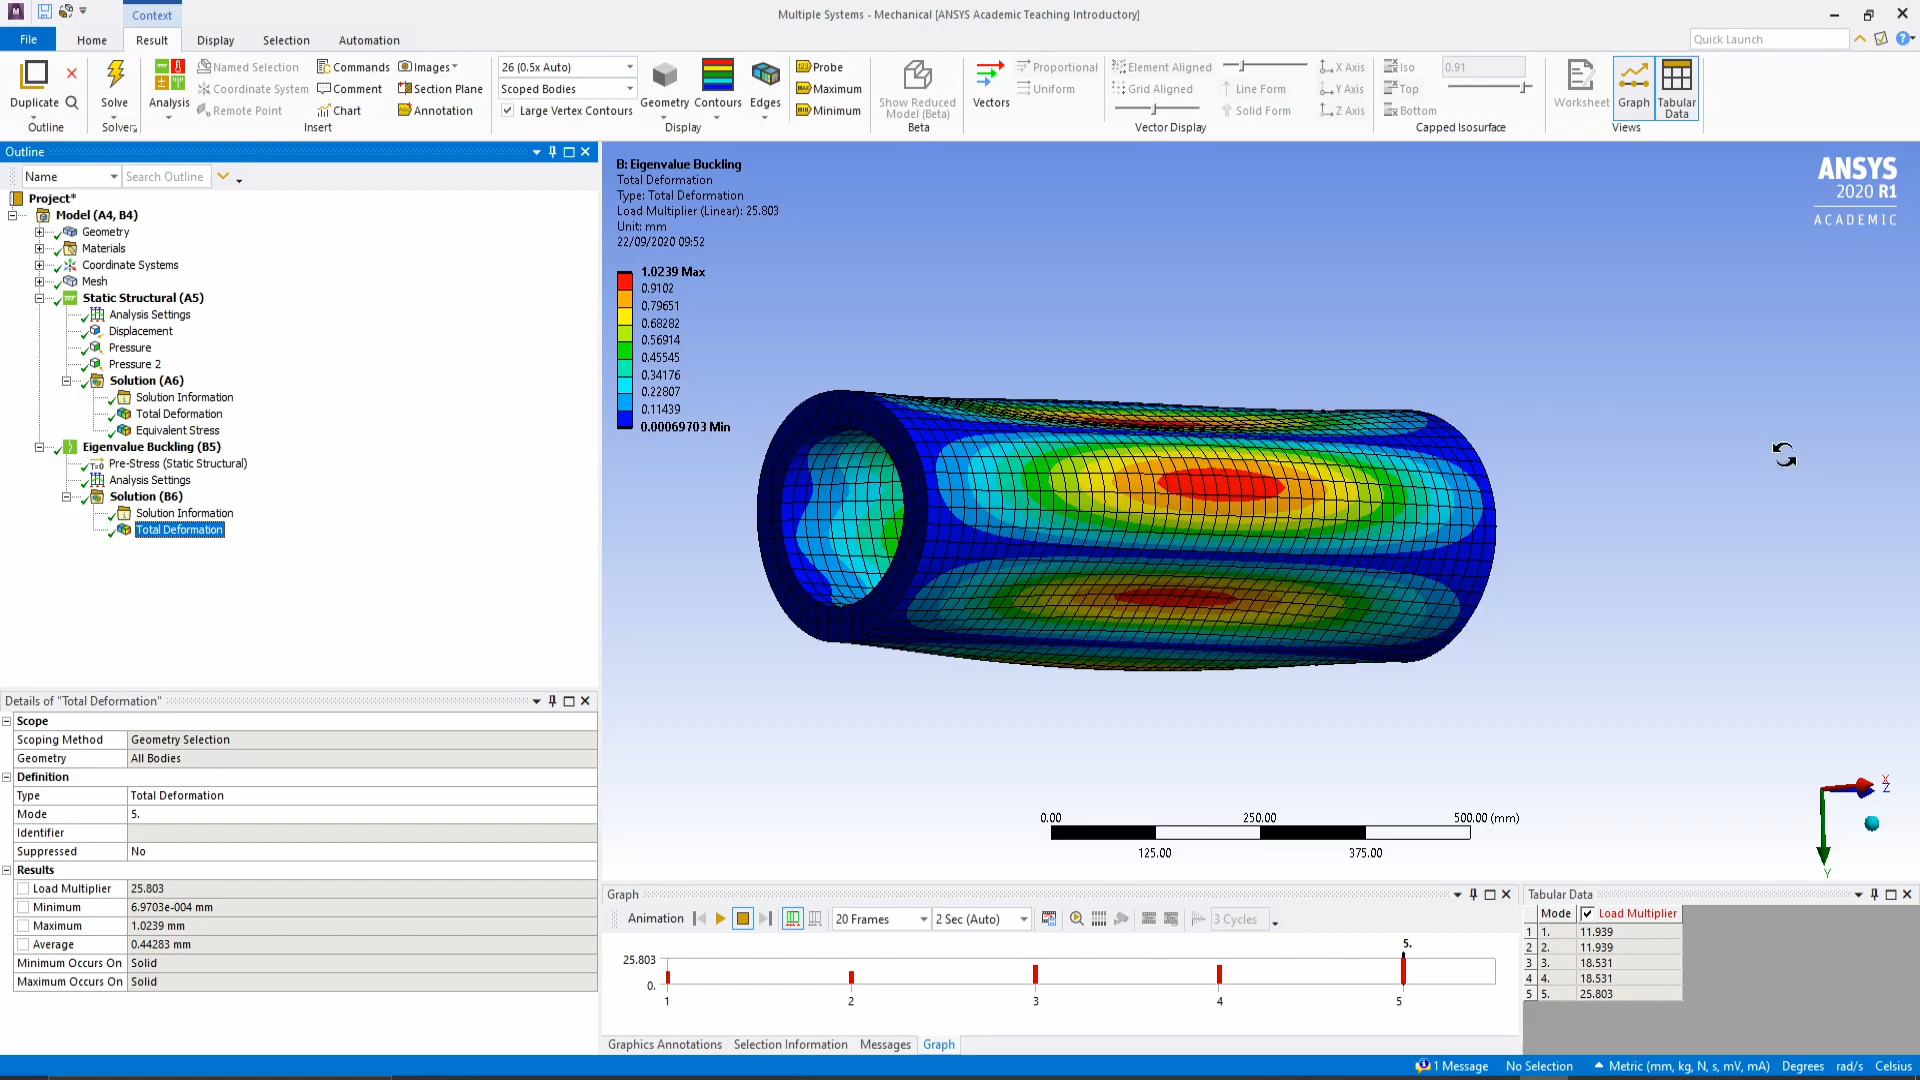 Context
Multiple Systems - Mechanical [ANSYS Academic Teaching Introductory]
File Home Result Display Selection Automation
Quick Launch
Duplicate
Outline
Solve
Solver
Analysis
Named Selection
Coordinate System
Remote Point
Commands
Comment
Chart
Images
Section Plane
Annotation
Insert
26 (0.5x Auto)
Scoped Bodies
Large Vertex Contours
Geometry
Contours
Edges
Display
Probe
Maximum
Minimum
Show Reduced
Model (Beta)
Beta
Vectors
Proportional
Uniform
Element Aligned
Grid Aligned
Line Form
Solid Form
X Axis
Y Axis
Z Axis
Vector Display
Iso
Top
Bottom
0.91
Capped Isosurface
Worksheet
Graph
Tabular
Data
Views
Outline
Name
Search Outline
Project*
Model (A4, B4)
Geometry
Materials
Coordinate Systems
Mesh
Static Structural (A5)
Analysis Settings
Displacement
Pressure
Pressure 2
Solution (A6)
Solution Information
Total Deformation
Equivalent Stress
Eigenvalue Buckling (B5)
Pre-Stress (Static Structural)
Analysis Settings
Solution (B6)
Solution Information
Total Deformation
B: Eigenvalue Buckling
Total Deformation
Type: Total Deformation
Load Multiplier (Linear): 25.803
Unit: mm
22/09/2020 09:52
1.0239 Max
0.9102
0.79651
0.68282
0.56914
0.45545
0.34176
0.22807
0.11439
0.00069703 Min
ANSYS
2020 R1
ACADEMIC
0.00 250.00 500.00 (mm)
125.00 375.00
X
Z
Y
Details of "Total Deformation"
Scope
Scoping Method Geometry Selection
Geometry All Bodies
Definition
Type Total Deformation
Mode 5.
Identifier
Suppressed No
Results
Load Multiplier 25.803
Minimum 6.9703e-004 mm
Maximum 1.0239 mm
Average 0.44283 mm
Minimum Occurs On Solid
Maximum Occurs On Solid
Graph
Animation 20 Frames 2 Sec (Auto) 3 Cycles
5.
25.803
0.
1 2 3 4 5
Graphics Annotations Selection Information Messages Graph
Tabular Data
Mode Load Multiplier
1 1. 11.939
2 2. 11.939
3 3. 18.531
4 4. 18.531
5 5. 25.803
1 Message No Selection Metric (mm, kg, N, s, mV, mA) Degrees rad/s Celsius